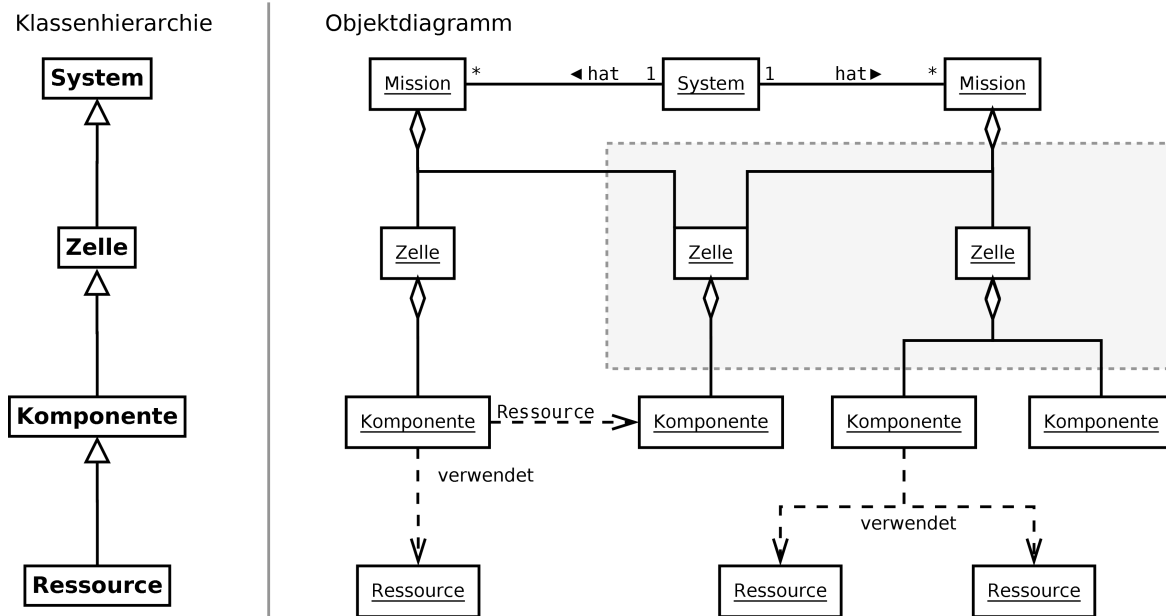 Klassenhierarchie
System
Zelle
Komponente
Ressource
Objektdiagramm
Mission
*
◄ hat
1
System
1
hat ►
*
Mission
Zelle
Zelle
Zelle
Komponente
Ressource
Komponente
Komponente
Komponente
verwendet
verwendet
Ressource
Ressource
Ressource